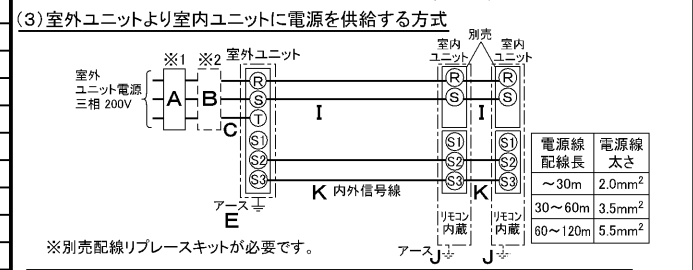 (3)室外ユニットより室内ユニットに電源を供給する方式
※1 ※2 室外ユニット
別売
室内
ユニット
室内
ユニット
室外
ユニット電源
三相 200V
A
B
C
R
S
T
S1
S2
S3
I
R
S
S1
S2
S3
I
R
S
S1
S2
S3
K 内外信号線
K
アース
E
リモコン
内蔵
リモコン
内蔵
アース J
J
※別売配線リプレースキットが必要です。
電源線
配線長
電源線
太さ
～30m 2.0mm²
30～60m 3.5mm²
60～120m 5.5mm²